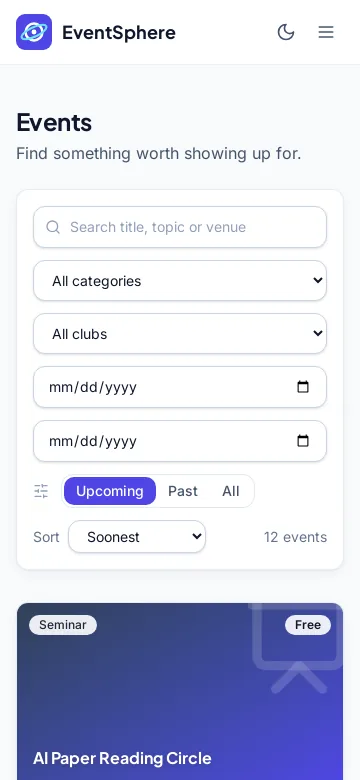 EventSphere
Events
Find something worth showing up for.
Search title, topic or venue
All categories
All clubs
mm/dd/yyyy
mm/dd/yyyy
Upcoming Past All
Sort Soonest 12 events
Seminar Free
AI Paper Reading Circle